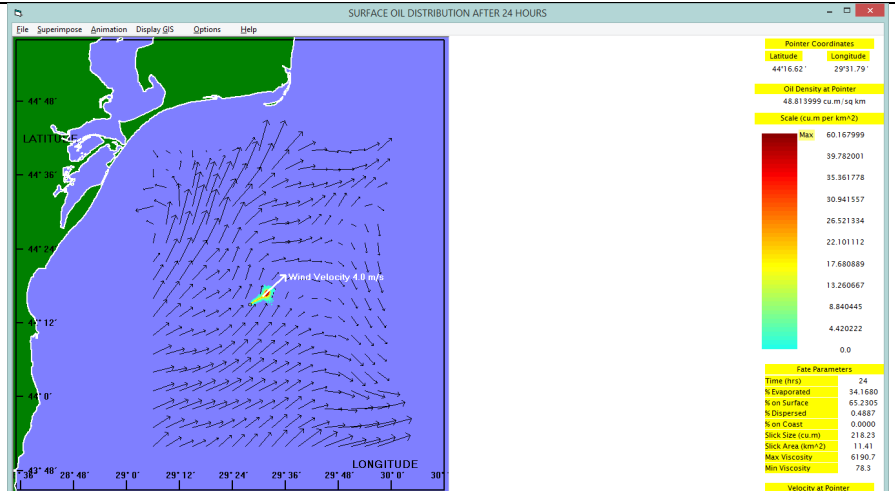 SURFACE OIL DISTRIBUTION AFTER 24 HOURS
File Superimpose Animation Display GIS Options Help
44° 48'
LATITUDE
44° 36'
44° 24'
Wind Velocity 4.0 m/s
44° 12'
44° 0'
LONGITUDE
43° 48'
28° 36' 28° 48' 29° 0' 29° 12' 29° 24' 29° 36' 29° 48' 30° 0' 30°
Pointer Coordinates
Latitude Longitude
44°16.62 ' 29°31.79 '
Oil Density at Pointer
48.813999 cu.m/sq km
Scale (cu.m per km^2)
Max 60.167999
39.782001
35.361778
30.941557
26.521334
22.101112
17.680889
13.260667
8.840445
4.420222
0.0
Fate Parameters
Time (hrs) 24
% Evaporated 34.1680
% on Surface 65.2305
% Dispersed 0.4887
% on Coast 0.0000
Slick Size (cu.m) 218.23
Slick Area (km^2) 11.41
Max Viscosity 6190.7
Min Viscosity 78.3
Velocity at Pointer